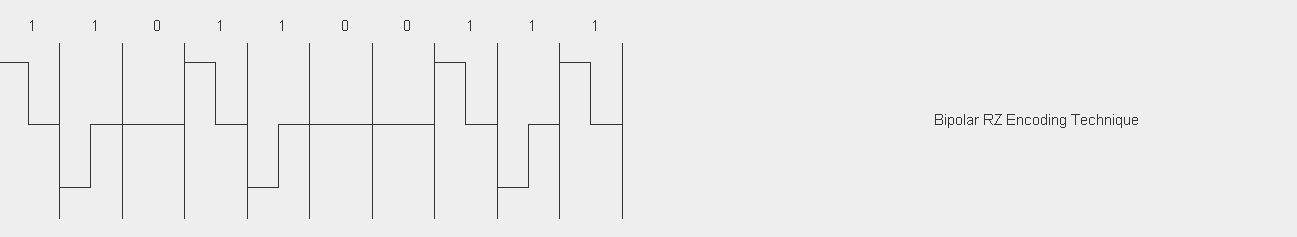 1 1 0 1 1 0 0 1 1 1
Bipolar RZ Encoding Technique